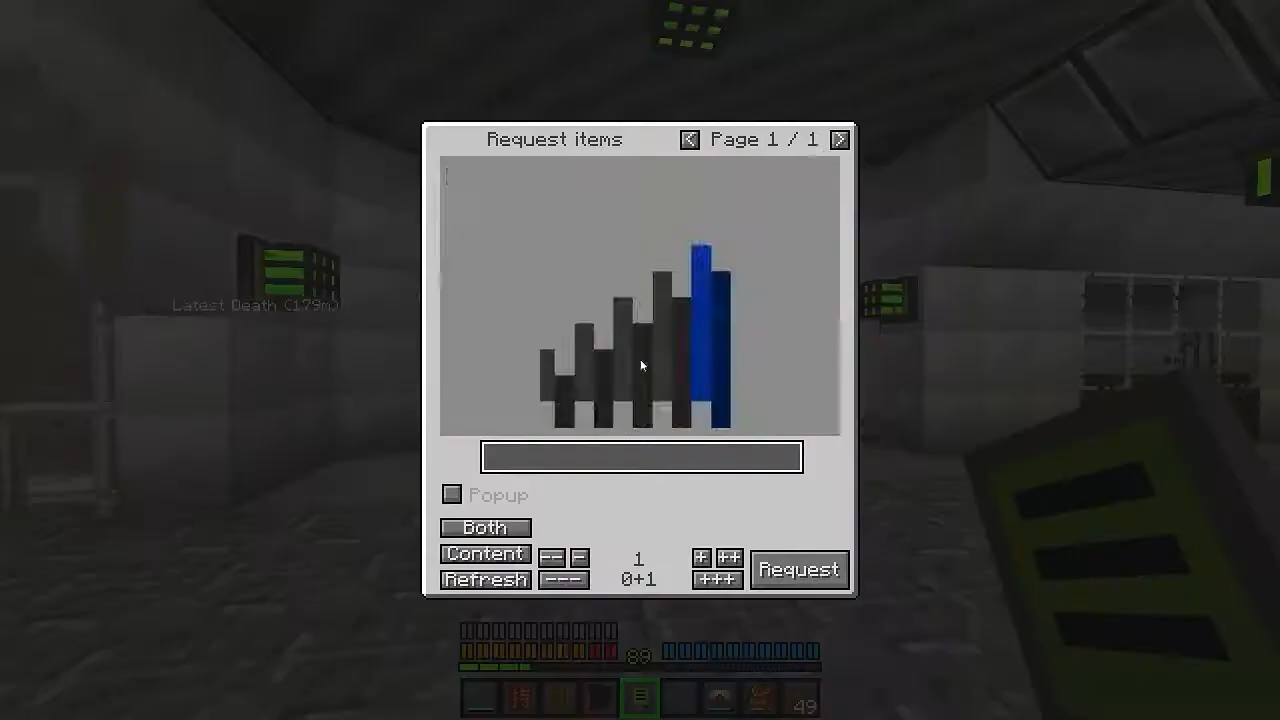 Request items
Page 1 / 1
Latest Death (179m)
Popup
Both
Content
--
-
1
+
++
Refresh
---
0+1
+++
Request
89
49